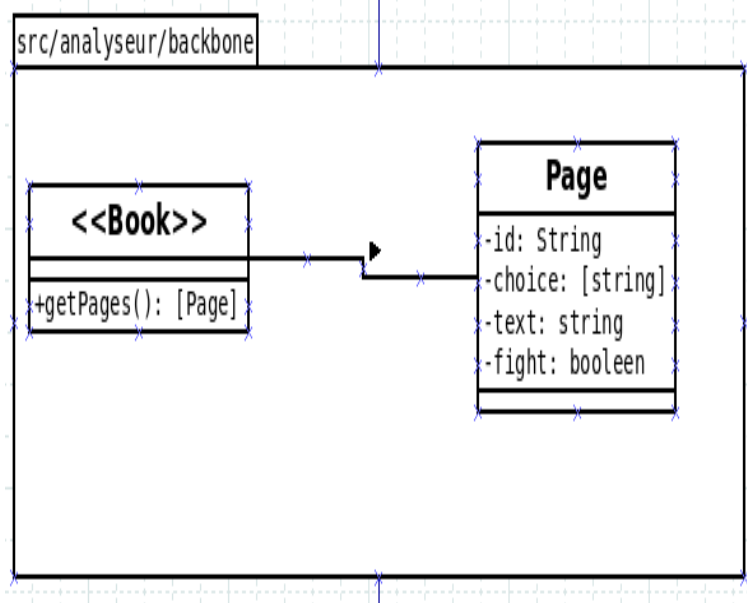 src/analyseur/backbone
<<Book>>
+getPages(): [Page]
Page
-id: String
-choice: [string]
-text: string
-fight: booleen